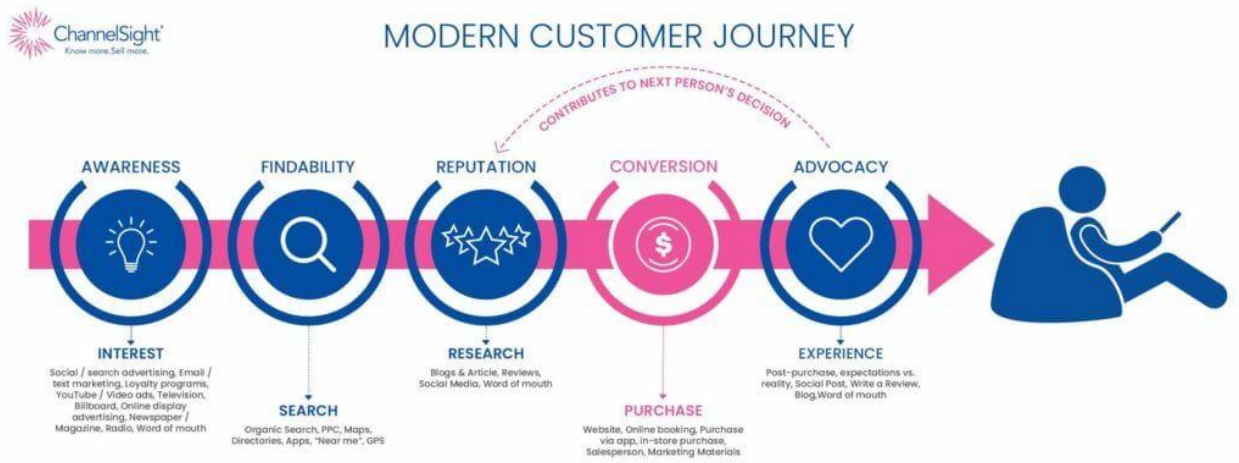 ChannelSight®
Know more. Sell more.
MODERN CUSTOMER JOURNEY
CONTRIBUTES TO NEXT PERSON'S DECISION
AWARENESS
FINDABILITY
REPUTATION
CONVERSION
ADVOCACY
$
INTEREST
Social / search advertising, Email /
text marketing, Loyalty programs,
YouTube / Video ads, Television,
Billboard, Online display
advertising, Newspaper /
Magazine, Radio, Word of mouth
SEARCH
Organic Search, PPC, Maps,
Directories, Apps, "Near me", GPS
RESEARCH
Blogs & Article, Reviews,
Social Media, Word of mouth
PURCHASE
Website, Online booking, Purchase
via app, in-store purchase,
Salesperson, Marketing Materials
EXPERIENCE
Post-purchase, expectations vs.
reality, Social Post, Write a Review,
Blog,Word of mouth